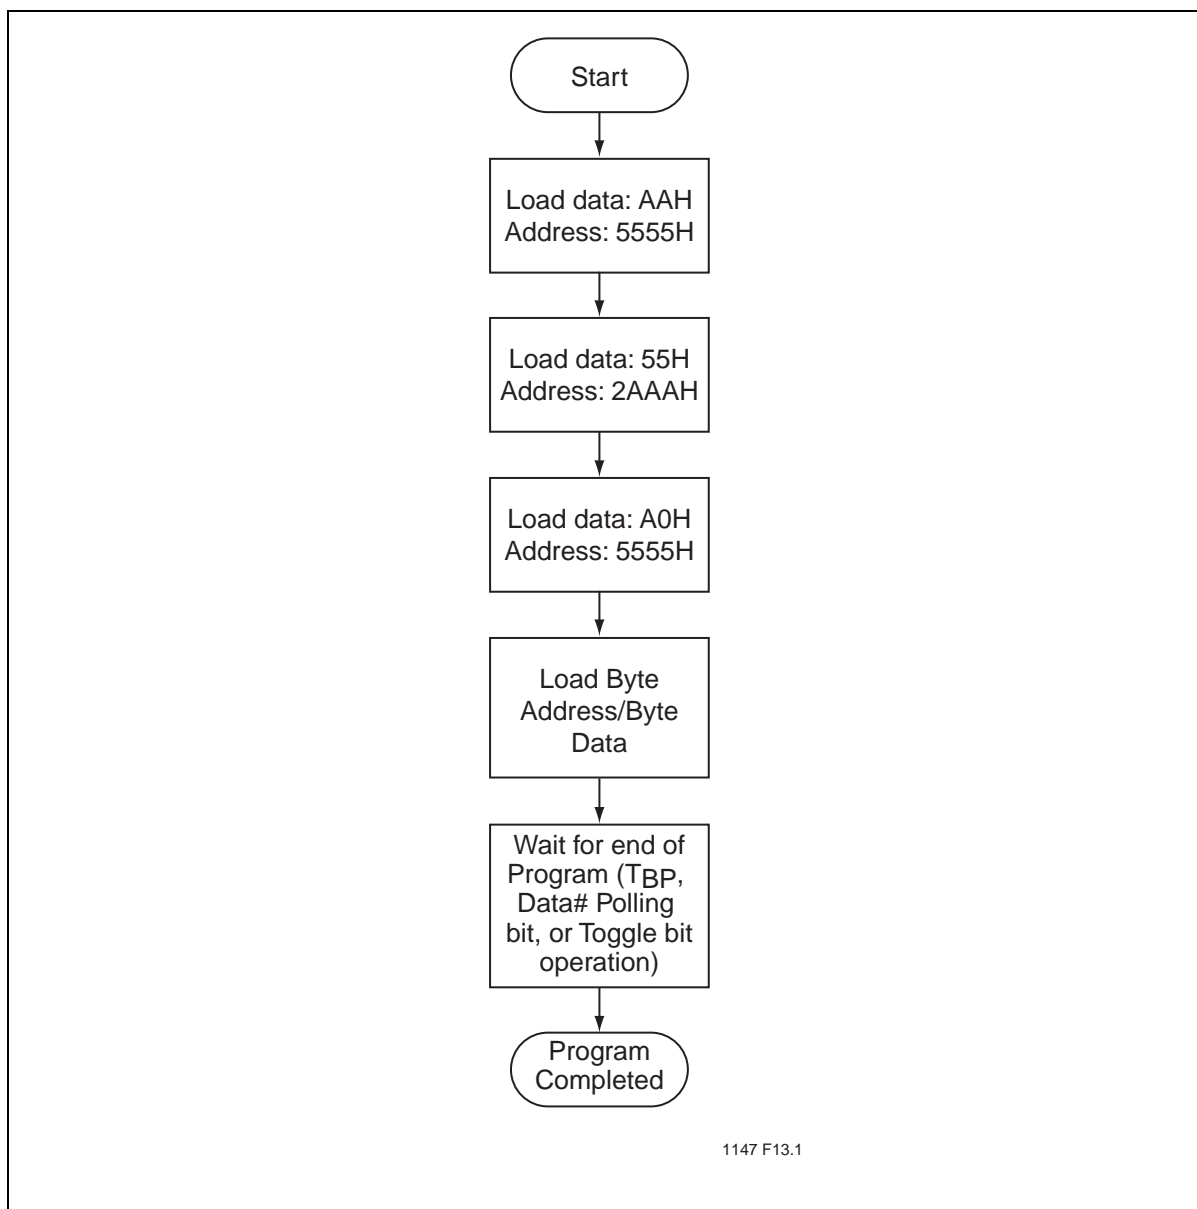 Start
Load data: AAH
Address: 5555H
Load data: 55H
Address: 2AAAH
Load data: A0H
Address: 5555H
Load Byte
Address/Byte
Data
Wait for end of
Program (TBP,
Data# Polling
bit, or Toggle bit
operation)
Program
Completed
1147 F13.1